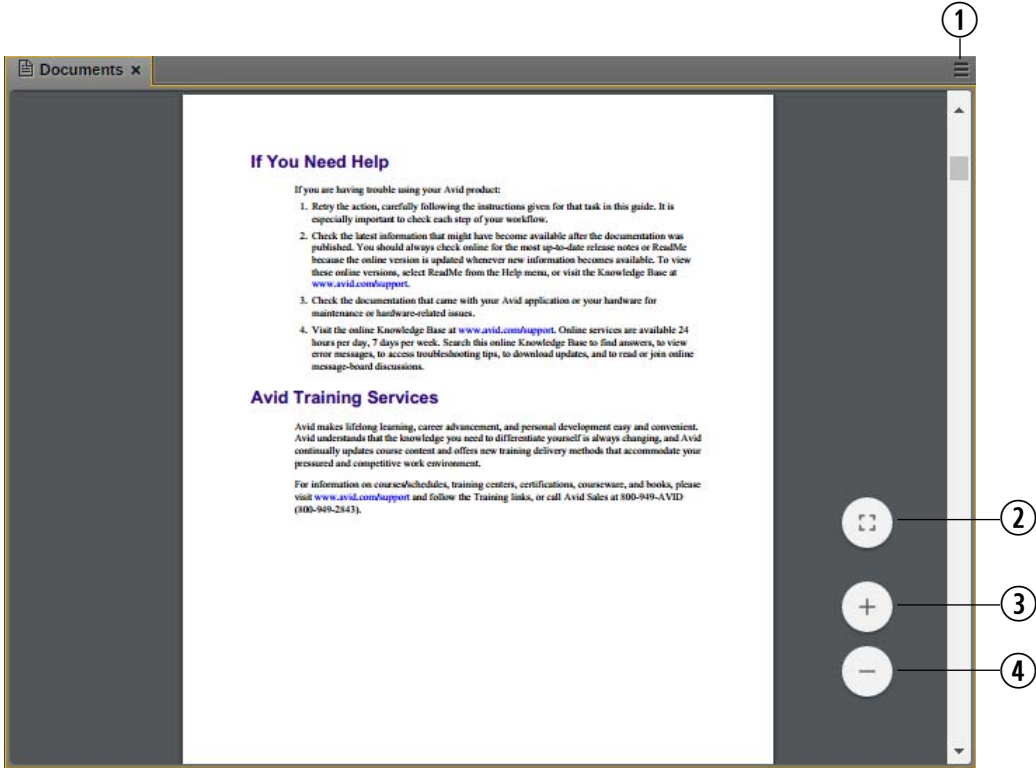 1
Documents ×
If You Need Help
If you are having trouble using your Avid product:
1. Retry the action, carefully following the instructions given for that task in this guide. It is
especially important to check each step of your workflow.
2. Check the latest information that might have become available after the documentation was
published. You should always check online for the most up-to-date release notes or ReadMe
because the online version is updated whenever new information becomes available. To view
these online versions, select ReadMe from the Help menu, or visit the Knowledge Base at
www.avid.com/support.
3. Check the documentation that came with your Avid application or your hardware for
maintenance or hardware-related issues.
4. Visit the online Knowledge Base at www.avid.com/support. Online services are available 24
hours per day, 7 days per week. Search this online Knowledge Base to find answers, to view
error messages, to access troubleshooting tips, to download updates, and to read or join online
message-board discussions.
Avid Training Services
Avid makes lifelong learning, career advancement, and personal development easy and convenient.
Avid understands that the knowledge you need to differentiate yourself is always changing, and Avid
continually updates course content and offers new training delivery methods that accommodate your
pressured and competitive work environment.
For information on courses/schedules, training centers, certifications, courseware, and books, please
visit www.avid.com/support and follow the Training links, or call Avid Sales at 800-949-AVID
(800-949-2843).
2
3
4